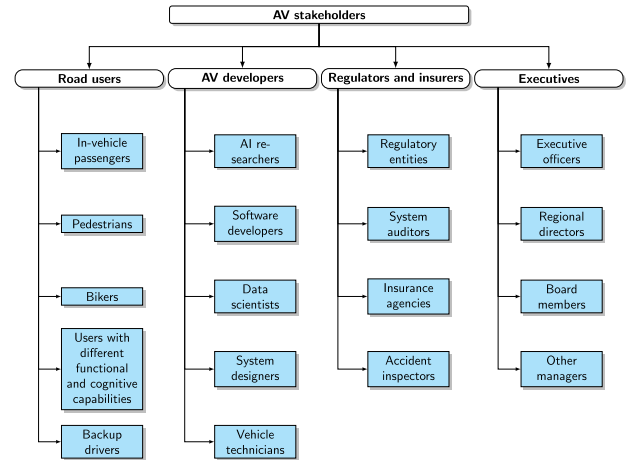 AV stakeholders
Road users
AV developers
Regulators and insurers
Executives
In-vehicle
passengers
Pedestrians
Bikers
Users with
different
functional
and cognitive
capabilities
Backup
drivers
AI re-
searchers
Software
developers
Data
scientists
System
designers
Vehicle
technicians
Regulatory
entities
System
auditors
Insurance
agencies
Accident
inspectors
Executive
officers
Regional
directors
Board
members
Other
managers